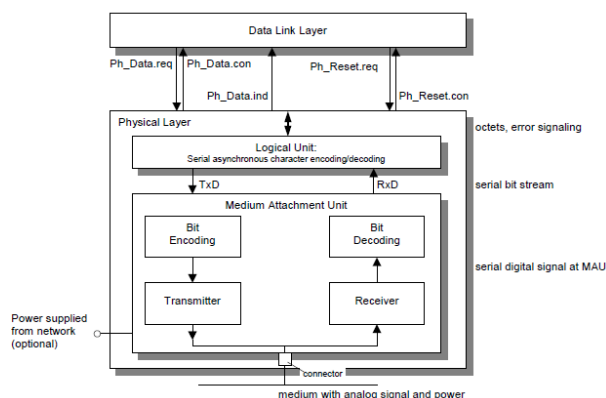 Data Link Layer
Ph_Data.req
Ph_Data.con
Ph_Reset.req
Ph_Data.ind
Ph_Reset.con
Physical Layer
octets, error signaling
Logical Unit:
Serial asynchronous character encoding/decoding
TxD
RxD
serial bit stream
Medium Attachment Unit
Bit
Encoding
Bit
Decoding
serial digital signal at MAU
Transmitter
Receiver
Power supplied
from network
(optional)
connector
medium with analog signal and power